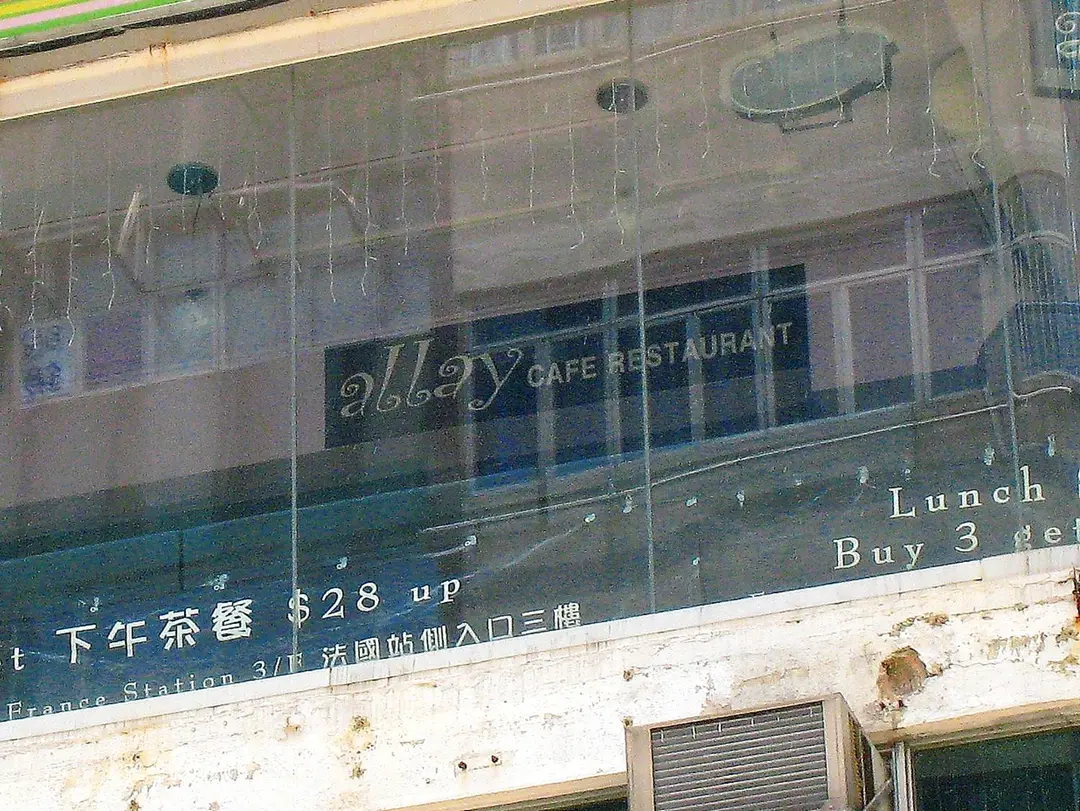 allay CAFE RESTAURANT
Lunch
Buy 3 get
下午茶餐 $28 up
France Station 3/F 法國站側入口三樓